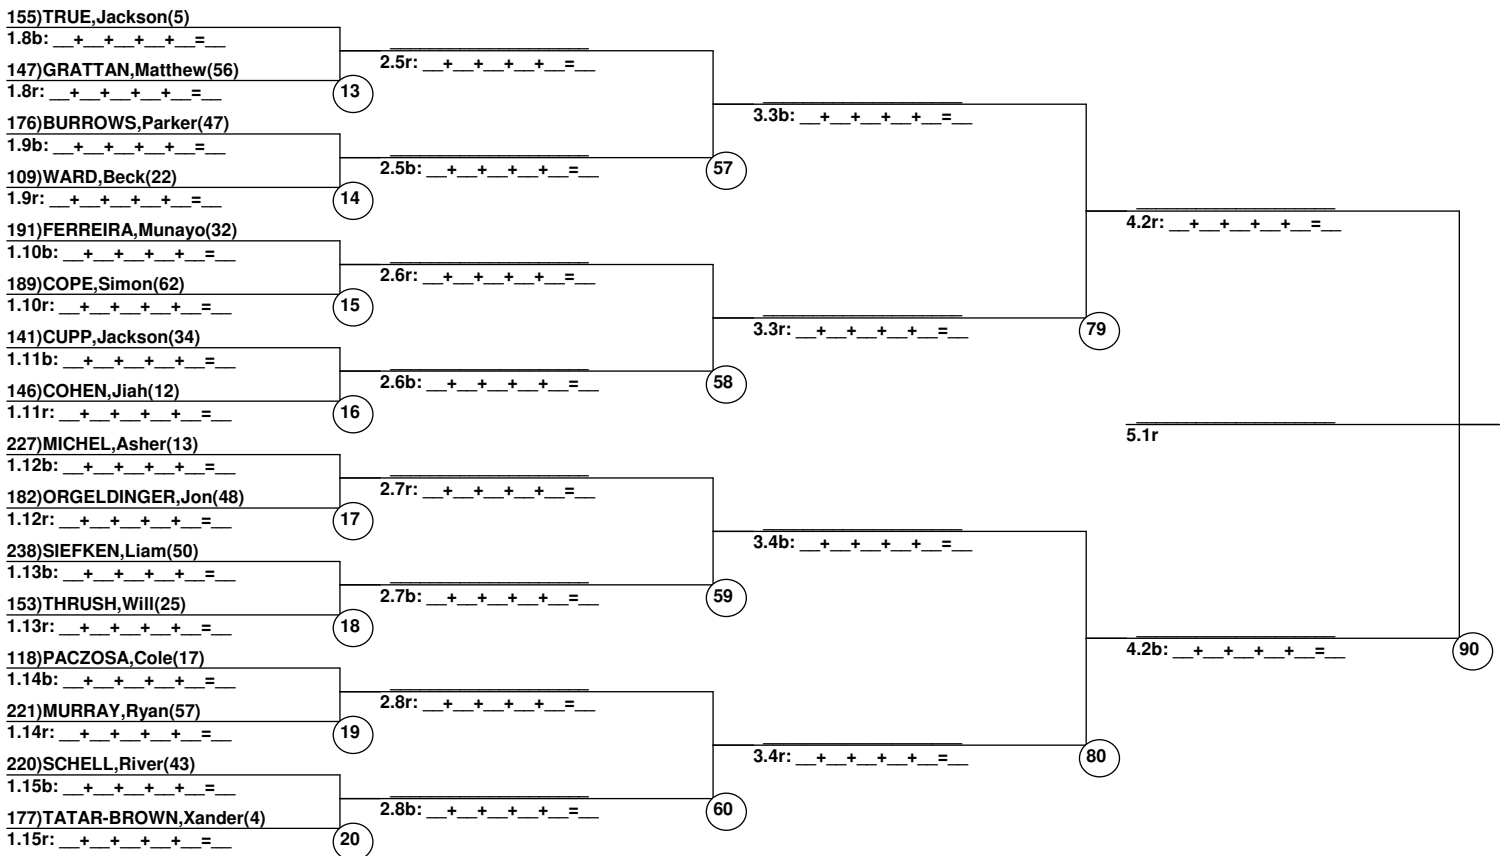 155)TRUE,Jackson(5)
1.8b: __+__+__+__+__=__
147)GRATTAN,Matthew(56)
1.8r: __+__+__+__+__=__
13
176)BURROWS,Parker(47)
1.9b: __+__+__+__+__=__
109)WARD,Beck(22)
1.9r: __+__+__+__+__=__
14
191)FERREIRA,Munayo(32)
1.10b: __+__+__+__+__=__
189)COPE,Simon(62)
1.10r: __+__+__+__+__=__
15
141)CUPP,Jackson(34)
1.11b: __+__+__+__+__=__
146)COHEN,Jiah(12)
1.11r: __+__+__+__+__=__
16
227)MICHEL,Asher(13)
1.12b: __+__+__+__+__=__
182)ORGELDINGER,Jon(48)
1.12r: __+__+__+__+__=__
17
238)SIEFKEN,Liam(50)
1.13b: __+__+__+__+__=__
153)THRUSH,Will(25)
1.13r: __+__+__+__+__=__
18
118)PACZOSA,Cole(17)
1.14b: __+__+__+__+__=__
221)MURRAY,Ryan(57)
1.14r: __+__+__+__+__=__
19
220)SCHELL,River(43)
1.15b: __+__+__+__+__=__
177)TATAR-BROWN,Xander(4)
1.15r: __+__+__+__+__=__
20
2.5r: __+__+__+__+__=__
2.5b: __+__+__+__+__=__
57
2.6r: __+__+__+__+__=__
2.6b: __+__+__+__+__=__
58
2.7r: __+__+__+__+__=__
2.7b: __+__+__+__+__=__
59
2.8r: __+__+__+__+__=__
2.8b: __+__+__+__+__=__
60
3.3b: __+__+__+__+__=__
3.3r: __+__+__+__+__=__
79
3.4b: __+__+__+__+__=__
3.4r: __+__+__+__+__=__
80
4.2r: __+__+__+__+__=__
4.2b: __+__+__+__+__=__
90
5.1r